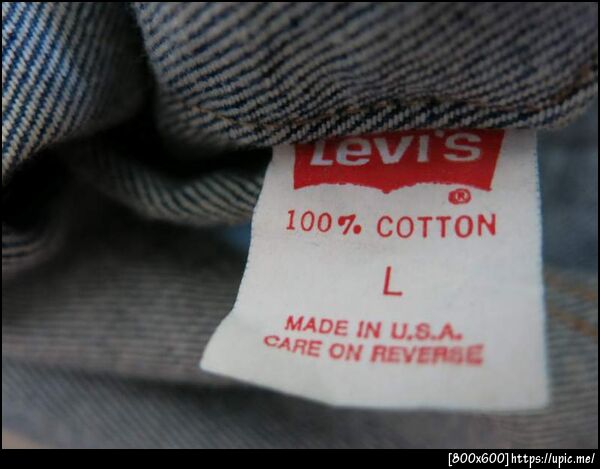 Levi's
®
100% COTTON
L
MADE IN U.S.A.
CARE ON REVERSE
[800x600]https://upic.me/